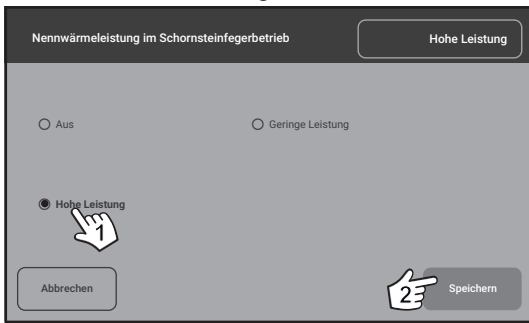 Nennwärmeleistung im Schornsteinfegerbetrieb
Hohe Leistung
Aus
Geringe Leistung
Hohe Leistung
1
Abbrechen
2
Speichern